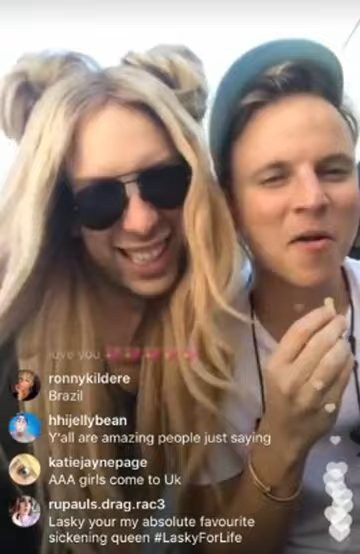 love you
ronnykildere
Brazil
hhijellybean
Y'all are amazing people just saying
katiejaynepage
AAA girls come to Uk
rupauls.drag.rac3
Lasky your my absolute favourite
sickening queen #LaskyForLife